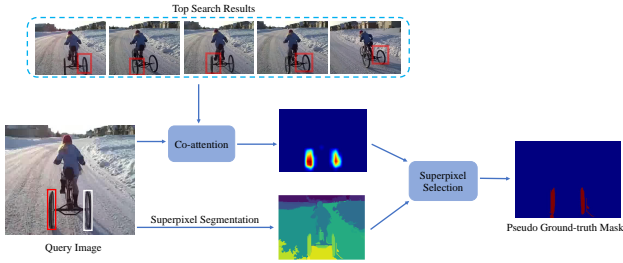 Top Search Results
Co-attention
Superpixel
Selection
Superpixel Segmentation
Query Image
Pseudo Ground-truth Mask